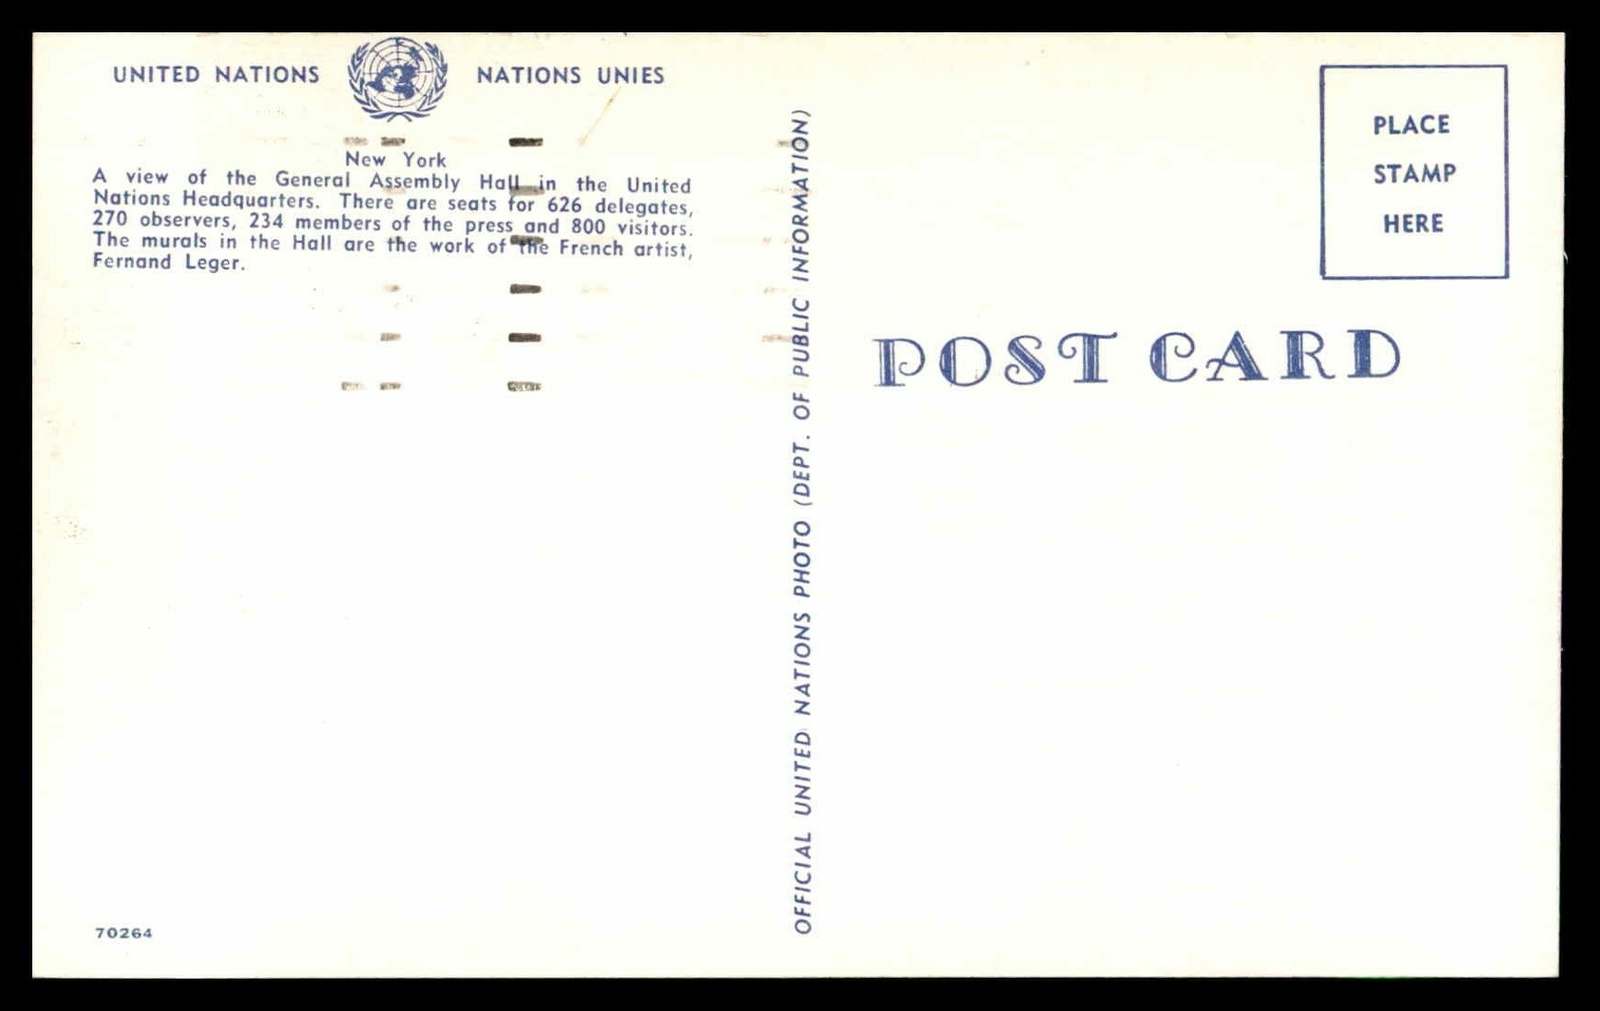 UNITED NATIONS
NATIONS UNIES
New York
A view of the General Assembly Hall in the United
Nations Headquarters. There are seats for 626 delegates,
270 observers, 234 members of the press and 800 visitors.
The murals in the Hall are the work of the French artist,
Fernand Leger.
70264
OFFICIAL UNITED NATIONS PHOTO (DEPT. OF PUBLIC INFORMATION)
PLACE
STAMP
HERE
POST CARD